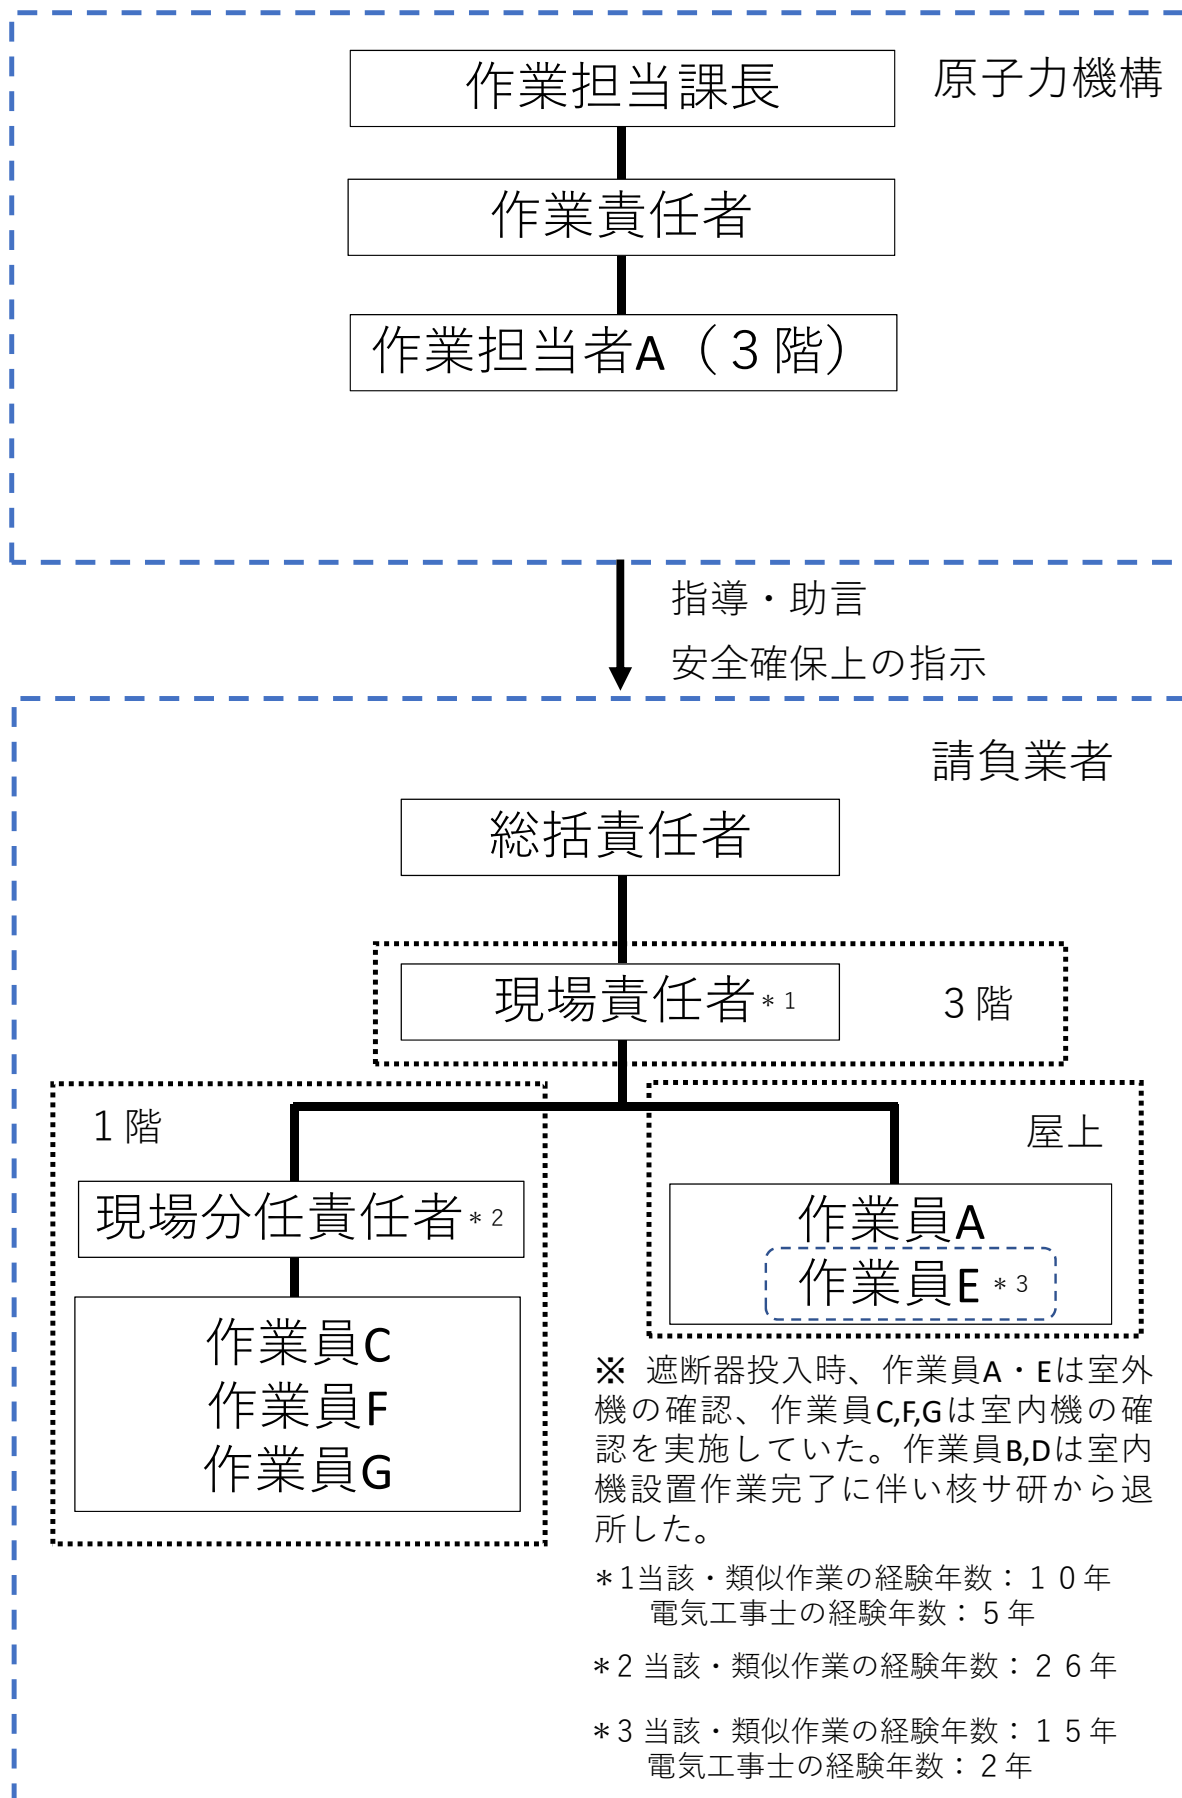 原子力機構
作業担当課長
作業責任者
作業担当者A（３階）
指導・助言
安全確保上の指示
請負業者
総括責任者
現場責任者＊1
３階
１階
現場分任責任者＊2
作業員C
作業員F
作業員G
屋上
作業員A
作業員E＊3
※ 遮断器投入時、作業員A・Eは室外
機の確認、作業員C,F,Gは室内機の確
認を実施していた。作業員B,Dは室内
機設置作業完了に伴い核サ研から退
所した。
＊1当該・類似作業の経験年数：１０年
電気工事士の経験年数：５年
＊2 当該・類似作業の経験年数：２６年
＊3 当該・類似作業の経験年数：１５年
電気工事士の経験年数：２年